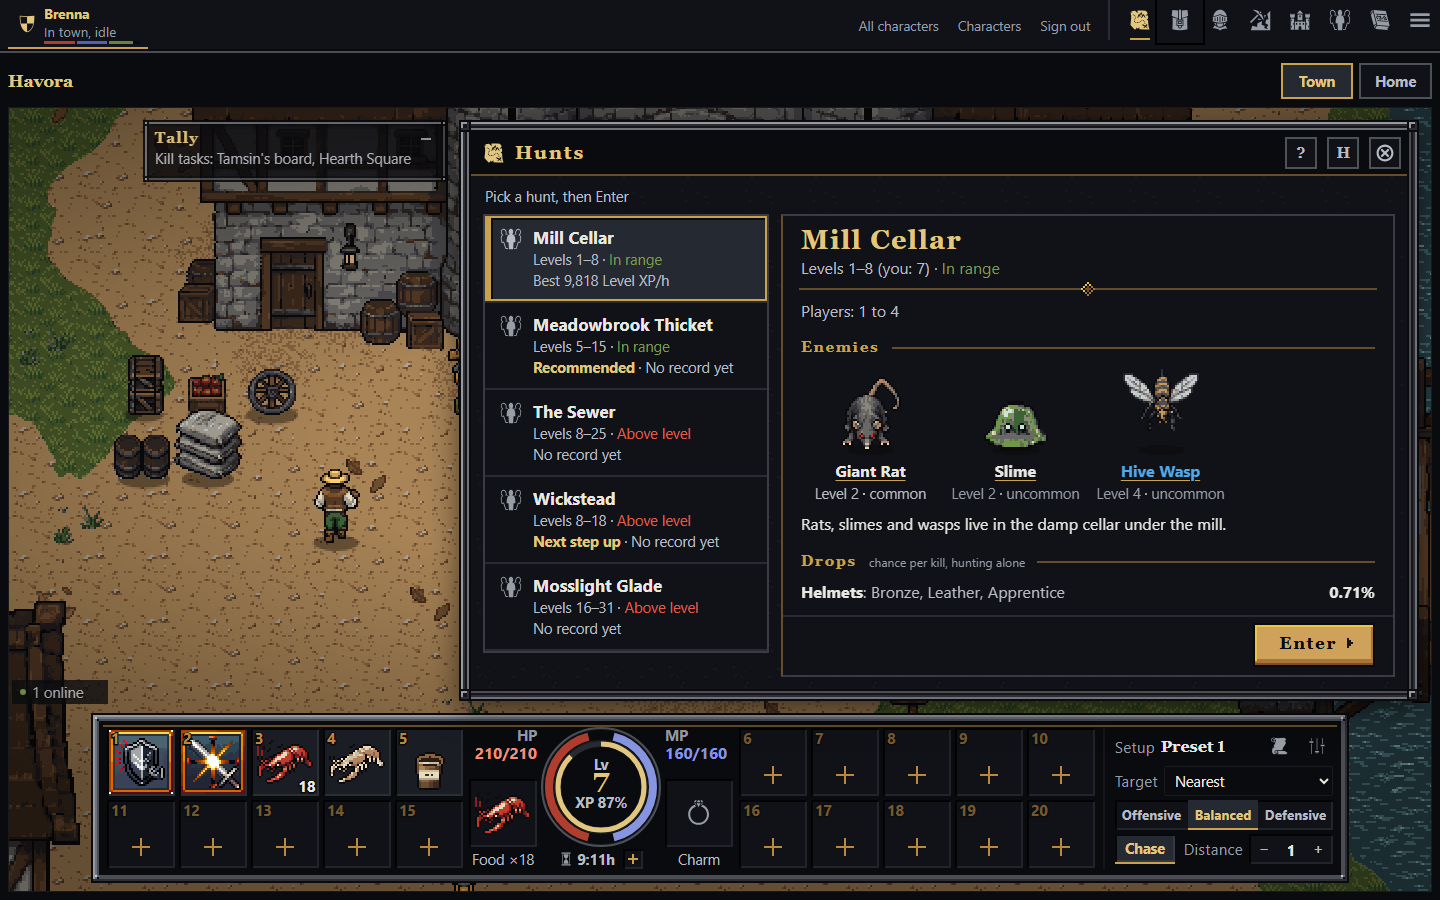 Brenna
In town, idle
All characters
Characters
Sign out
Havora
Town
Home
Tally
Kill tasks: Tamsin's board, Hearth Square
Hunts
?
H
Pick a hunt, then Enter
Mill Cellar
Levels 1–8 · In range
Best 9,818 Level XP/h
Meadowbrook Thicket
Levels 5–15 · In range
Recommended · No record yet
The Sewer
Levels 8–25 · Above level
No record yet
Wickstead
Levels 8–18 · Above level
Next step up · No record yet
Mosslight Glade
Levels 16–31 · Above level
No record yet
Mill Cellar
Levels 1–8 (you: 7) · In range
Players: 1 to 4
Enemies
Giant Rat
Level 2 · common
Slime
Level 2 · uncommon
Hive Wasp
Level 4 · uncommon
Rats, slimes and wasps live in the damp cellar under the mill.
Drops chance per kill, hunting alone
Helmets: Bronze, Leather, Apprentice 0.71%
Enter
1 online
1 2 3 4 5
18
11 12 13 14 15
HP
210/210
MP
160/160
Lv
7
XP 87%
Food ×18
9:11h +
Charm
6 7 8 9 10
16 17 18 19 20
Setup Preset 1
Target Nearest
Offensive Balanced Defensive
Chase Distance − 1 +